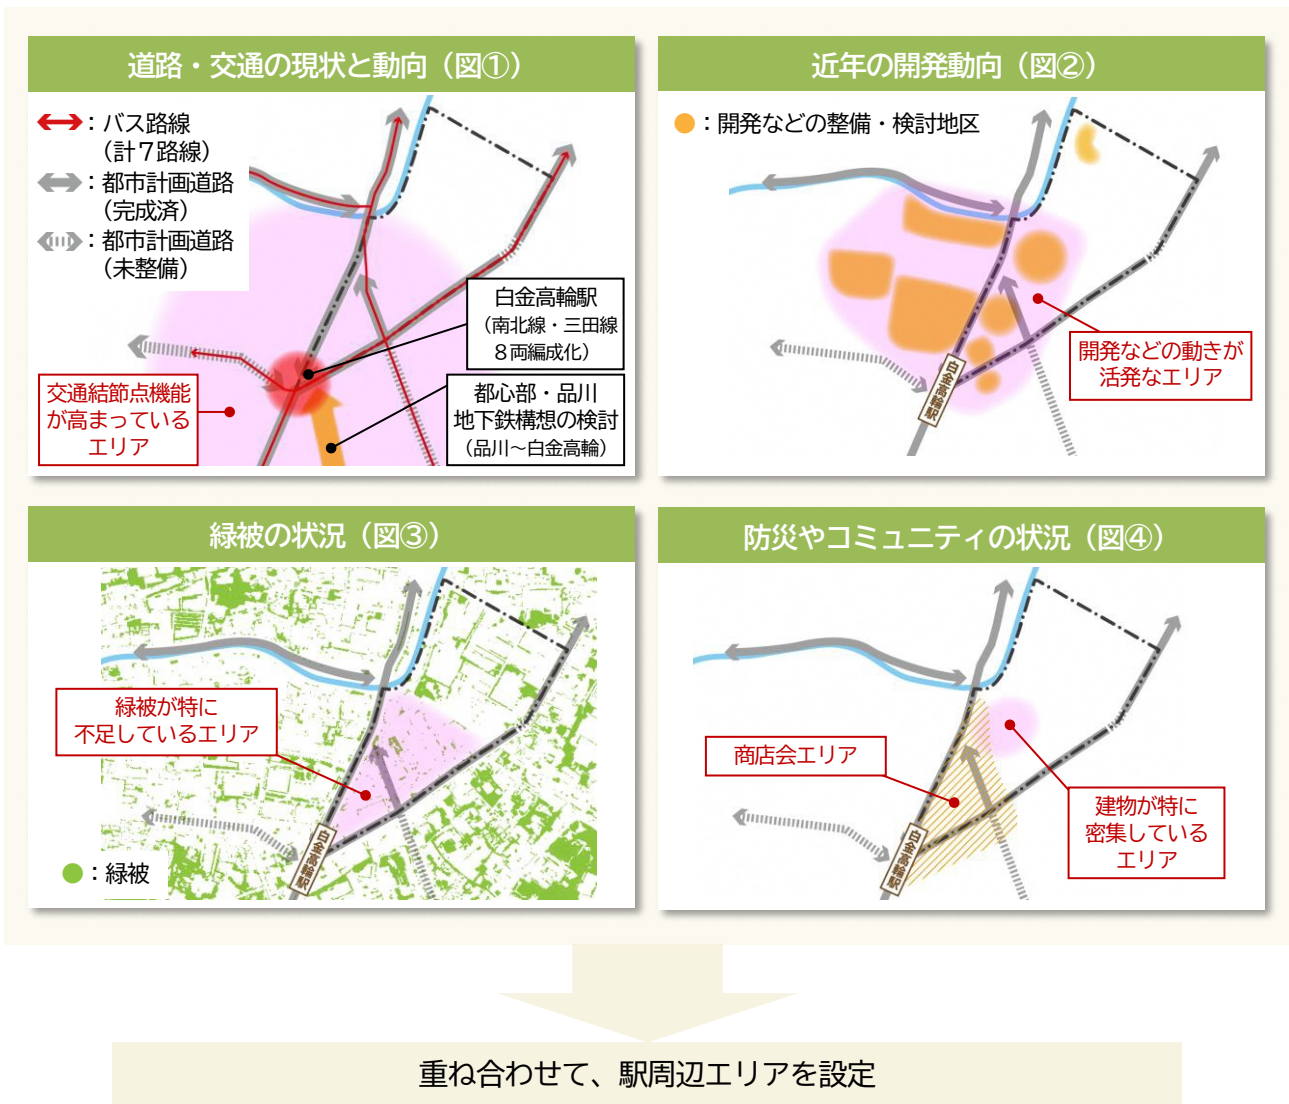 道路・交通の現状と動向（図①）
：バス路線
（計７路線）
：都市計画道路
（完成済）
：都市計画道路
（未整備）
白金高輪駅
（南北線・三田線
８両編成化）
都心部・品川
地下鉄構想の検討
（品川～白金高輪）
交通結節点機能
が高まっている
エリア
近年の開発動向（図②）
：開発などの整備・検討地区
開発などの動きが
活発なエリア
白金高輪駅
緑被の状況（図③）
緑被が特に
不足しているエリア
白金高輪駅
：緑被
防災やコミュニティの状況（図④）
商店会エリア
建物が特に
密集している
エリア
白金高輪駅
重ね合わせて、駅周辺エリアを設定